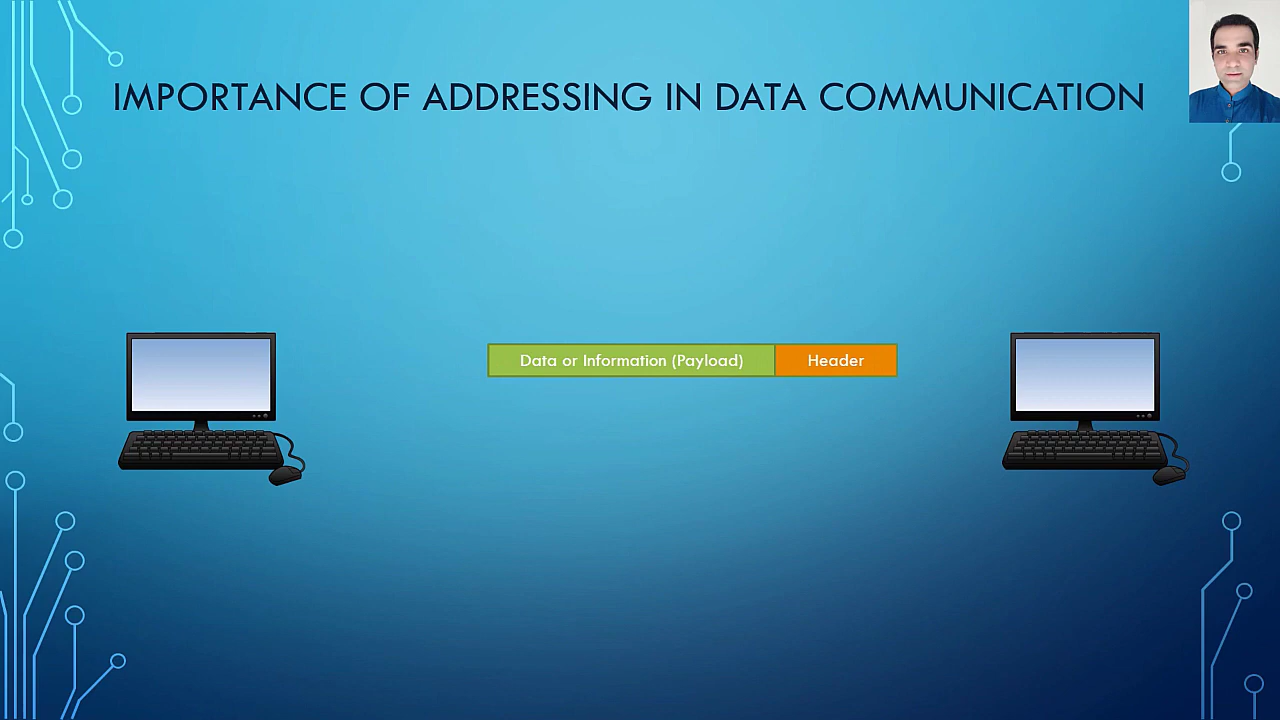 IMPORTANCE OF ADDRESSING IN DATA COMMUNICATION
Data or Information (Payload) Header